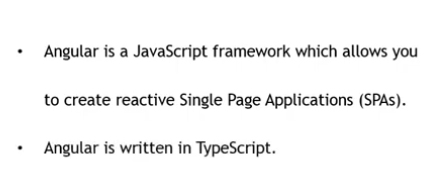 • Angular is a JavaScript framework which allows you
to create reactive Single Page Applications (SPAs).
• Angular is written in TypeScript.